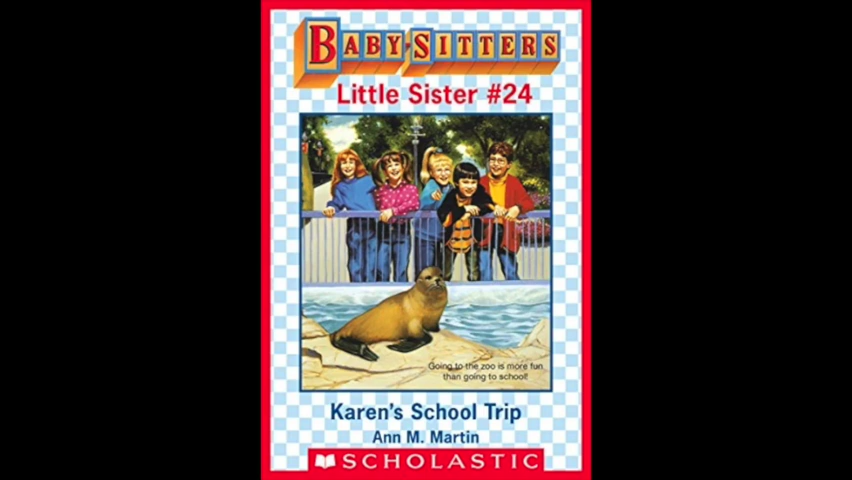 BABY-SITTERS
Little Sister #24
Going to the zoo is more fun
than going to school!
Karen's School Trip
Ann M. Martin
SCHOLASTIC